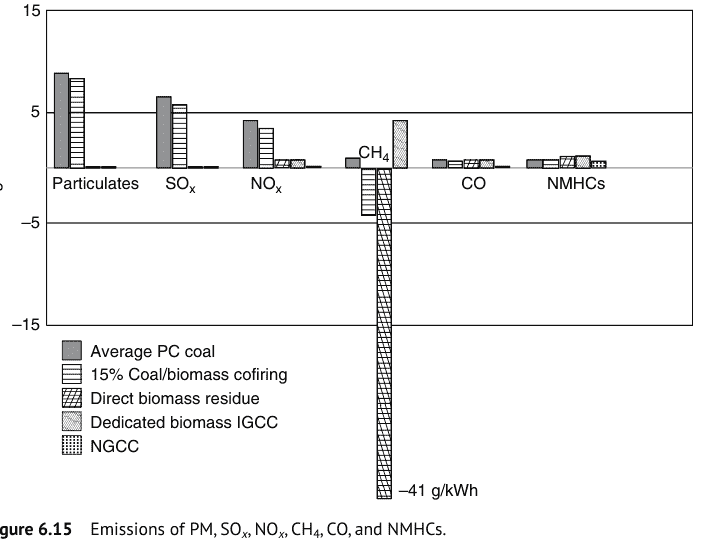 15
5
CH4
Particulates SOx NOx CO NMHCs
–5
–15
Average PC coal
15% Coal/biomass cofiring
Direct biomass residue
Dedicated biomass IGCC
NGCC
–41 g/kWh
gure 6.15 Emissions of PM, SOx, NOx, CH4, CO, and NMHCs.